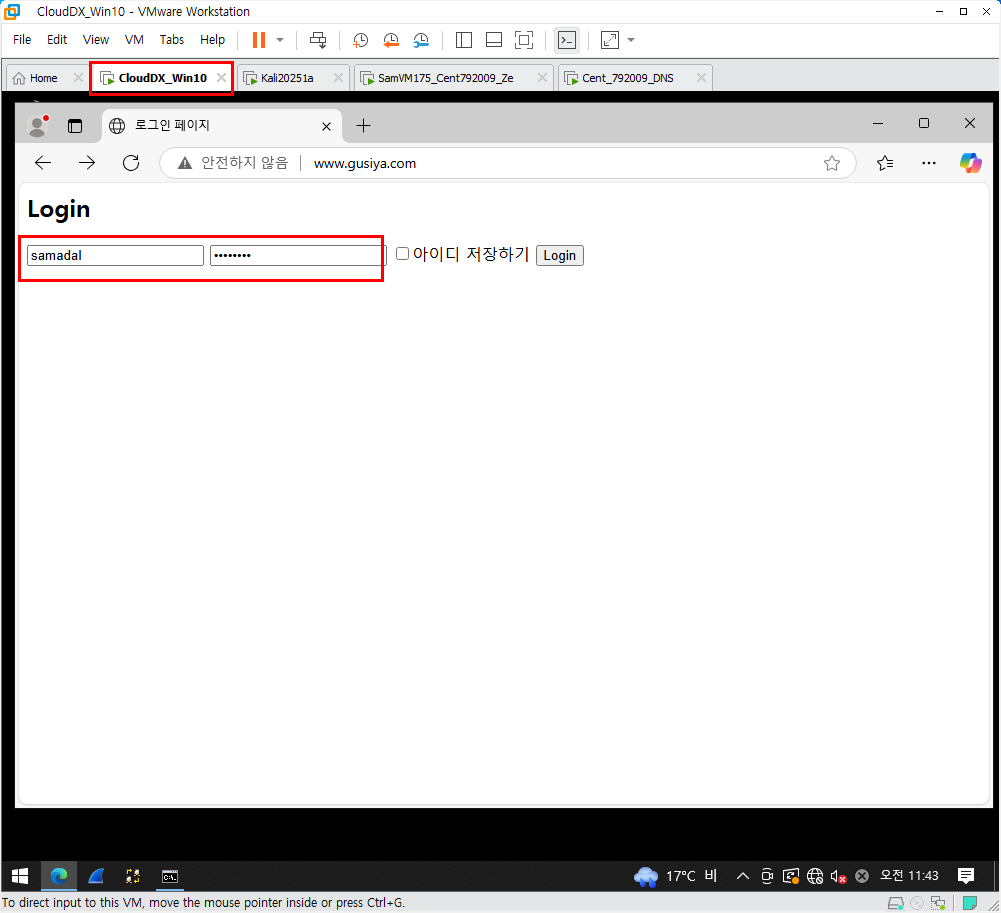 CloudDX_Win10 - VMware Workstation
File Edit View VM Tabs Help
Home CloudDX_Win10 Kali20251a SamVM175_Cent792009_Ze Cent_792009_DNS
로그인 페이지
안전하지 않음 www.gusiya.com
Login
samadal •••••••• 아이디 저장하기 Login
17°C 비 오전 11:43
To direct input to this VM, move the mouse pointer inside or press Ctrl+G.